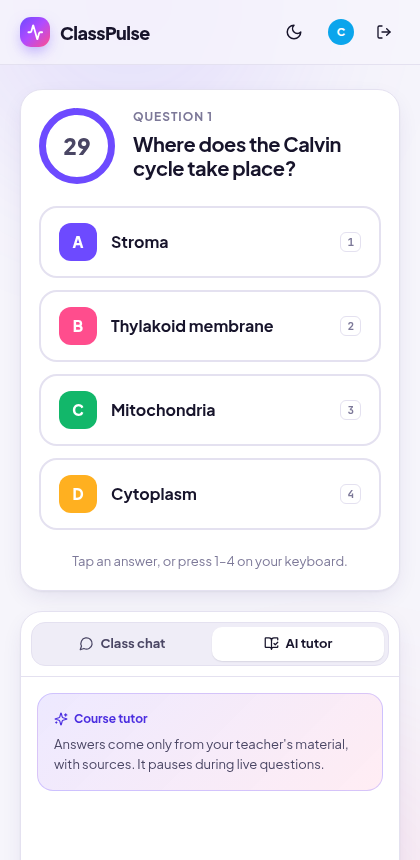 ClassPulse
C
29
QUESTION 1
Where does the Calvin
cycle take place?
A Stroma 1
B Thylakoid membrane 2
C Mitochondria 3
D Cytoplasm 4
Tap an answer, or press 1–4 on your keyboard.
Class chat AI tutor
Course tutor
Answers come only from your teacher's material,
with sources. It pauses during live questions.